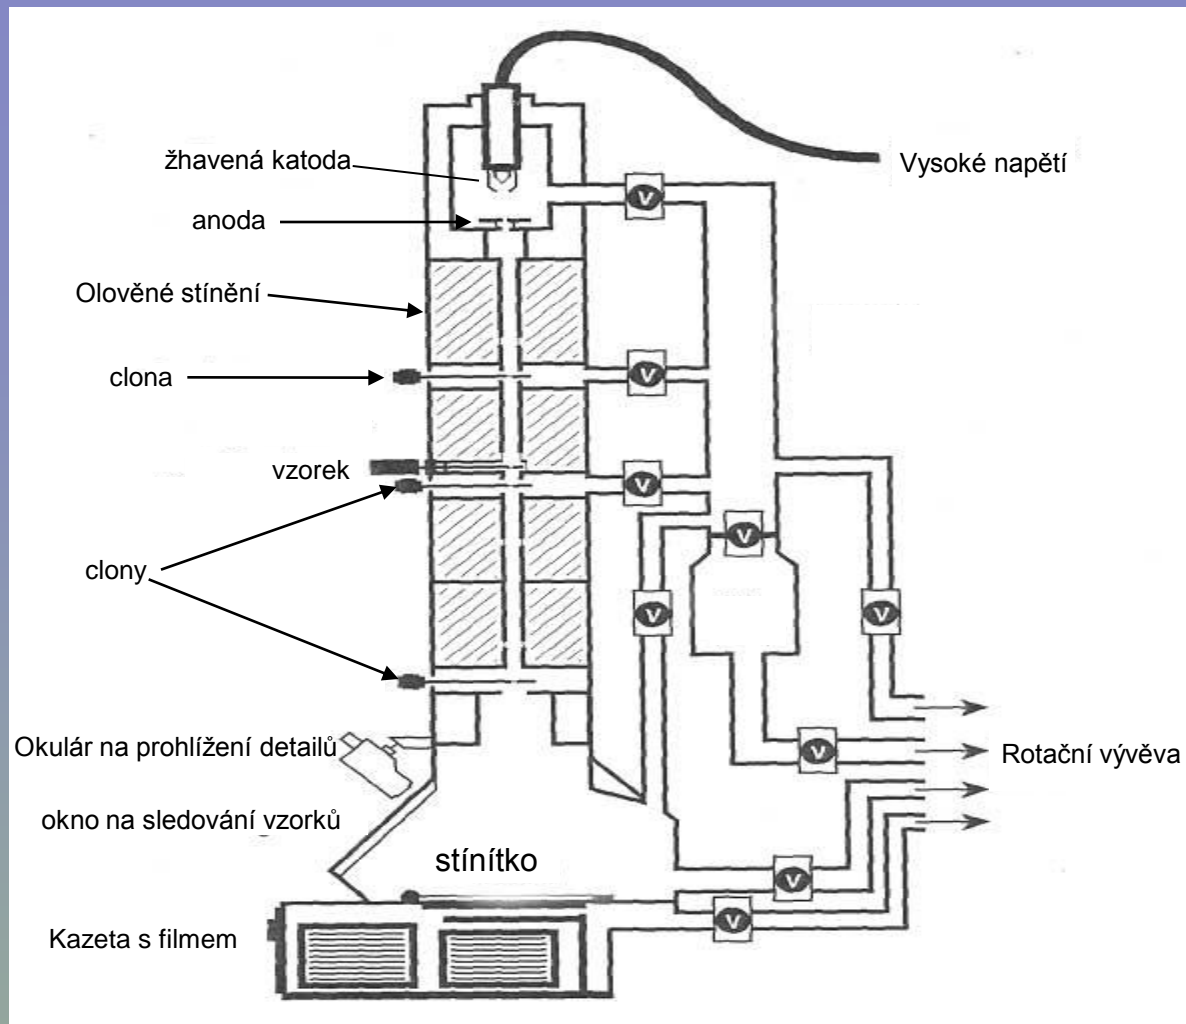 žhavená katoda
Vysoké napětí
anoda
Olověné stínění
clona
vzorek
clony
Okulár na prohlížení detailů
Rotační vývěva
okno na sledování vzorků
stínítko
Kazeta s filmem
V
V
V
V
V
V
V
V
V